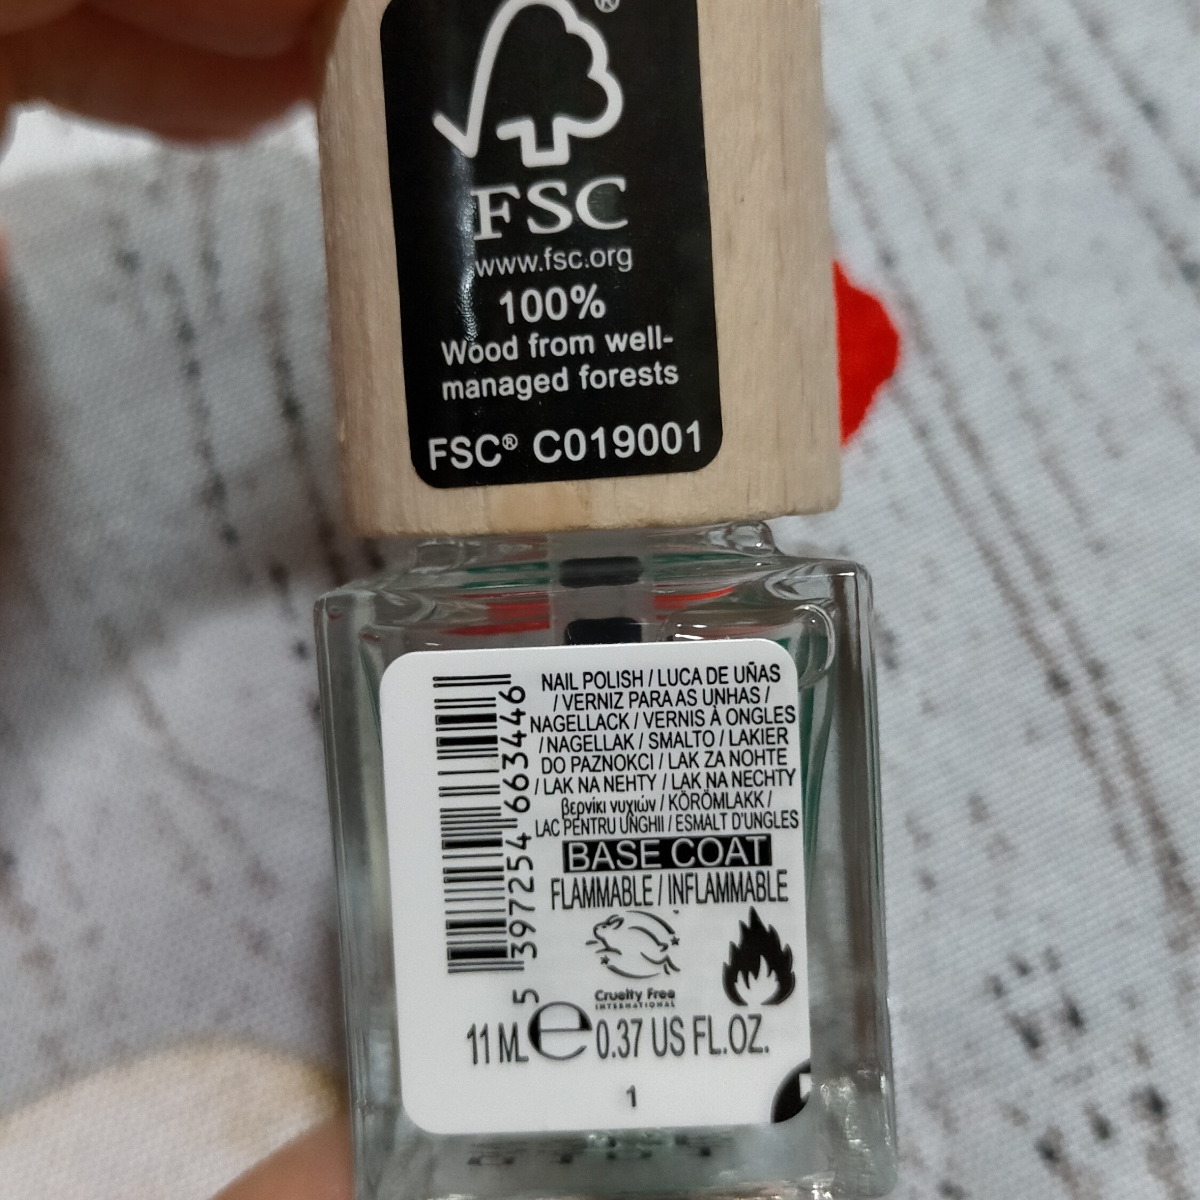 ®
FSC
www.fsc.org
100%
Wood from well-
managed forests
FSC® C019001
5 397254 663446
NAIL POLISH / LUCA DE UÑAS
/ VERNIZ PARA AS UNHAS /
NAGELLACK / VERNIS À ONGLES
/ NAGELLAK / SMALTO / LAKIER
DO PAZNOKCI / LAK ZA NOHTE
/ LAK NA NEHTY / LAK NA NECHTY
βερνίκι νυχιών / KÖRÖMLAKK /
LAC PENTRU UNGHII / ESMALT D'UNGLES
BASE COAT
FLAMMABLE / INFLAMMABLE
Cruelty Free
INTERNATIONAL
11 ML e 0.37 US FL.OZ.
1